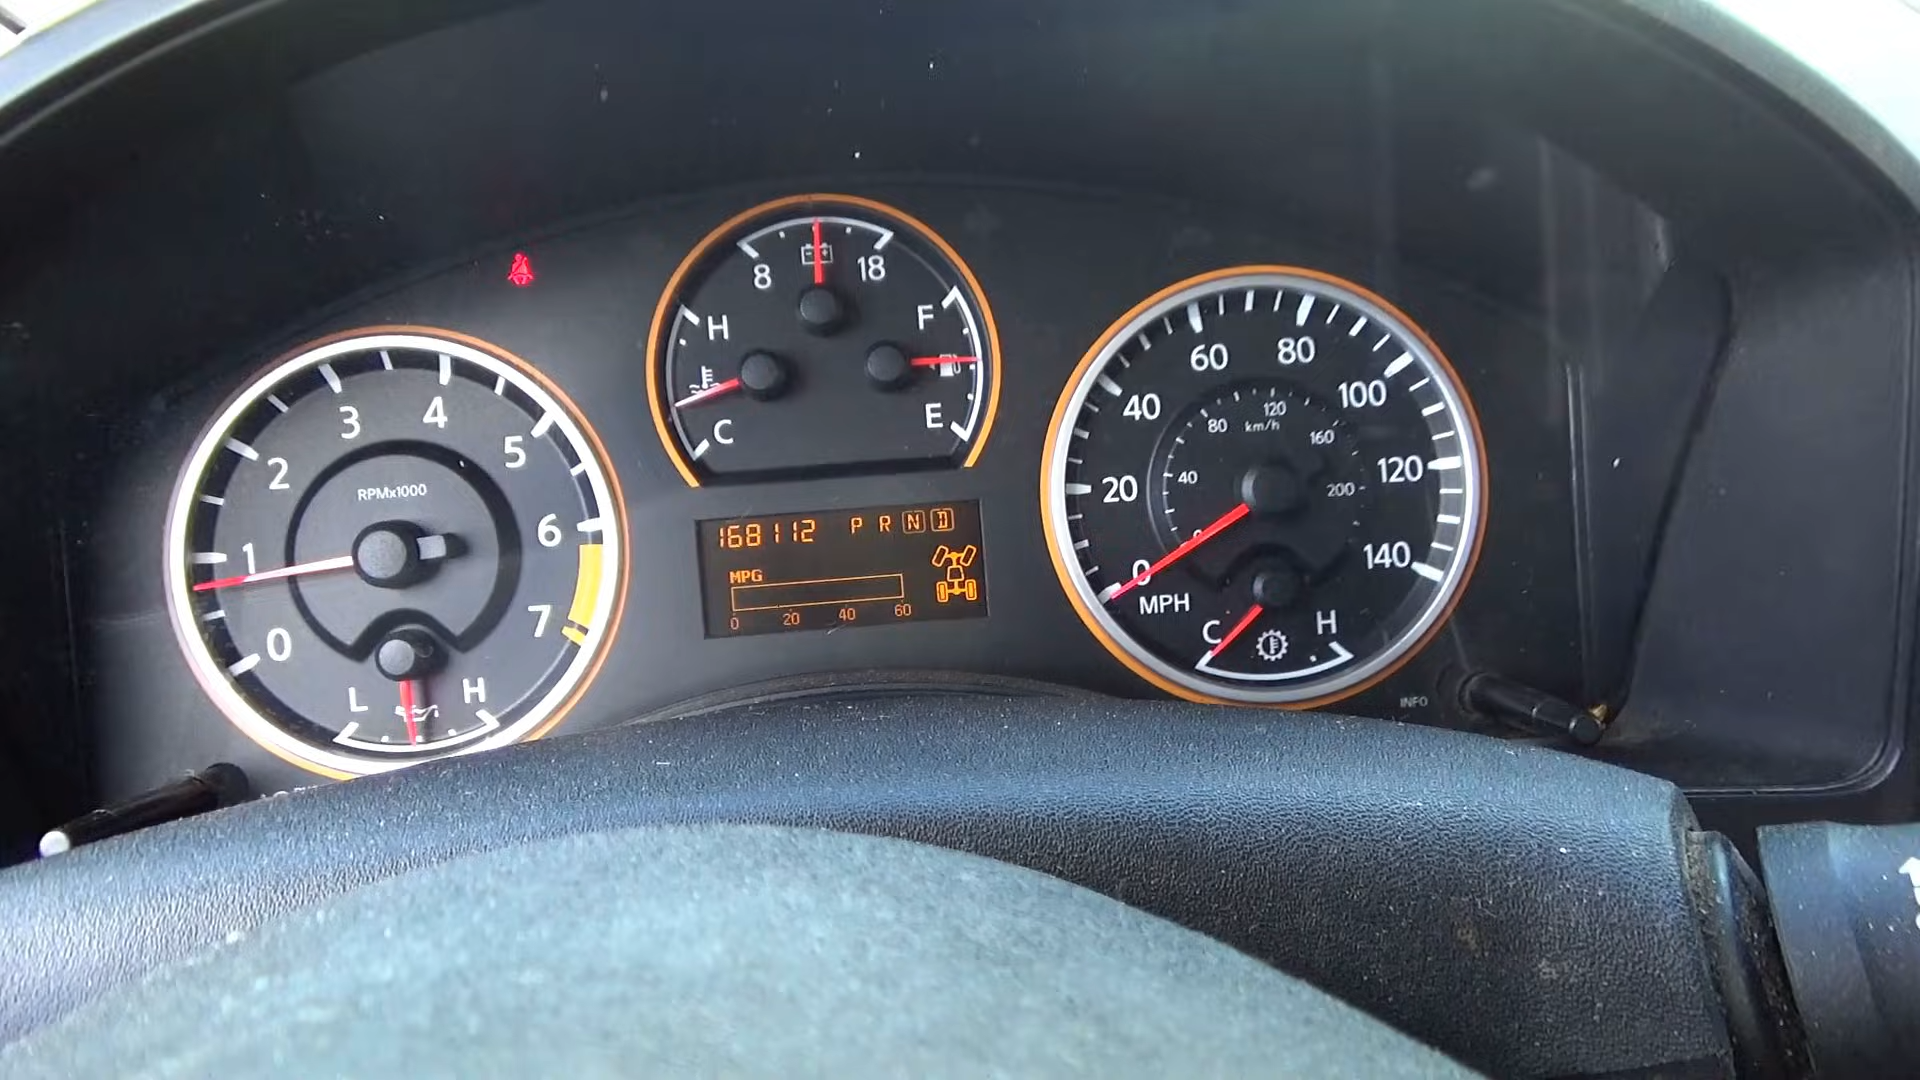 8 18
H F
C E
0 1 2 3 4 5 6 7
RPMx1000
L H
168112 P R N D
MPG
0 20 40 60
0 20 40 60 80 100 120 140
MPH
0 40 80 120 160 200
km/h
C H
INFO